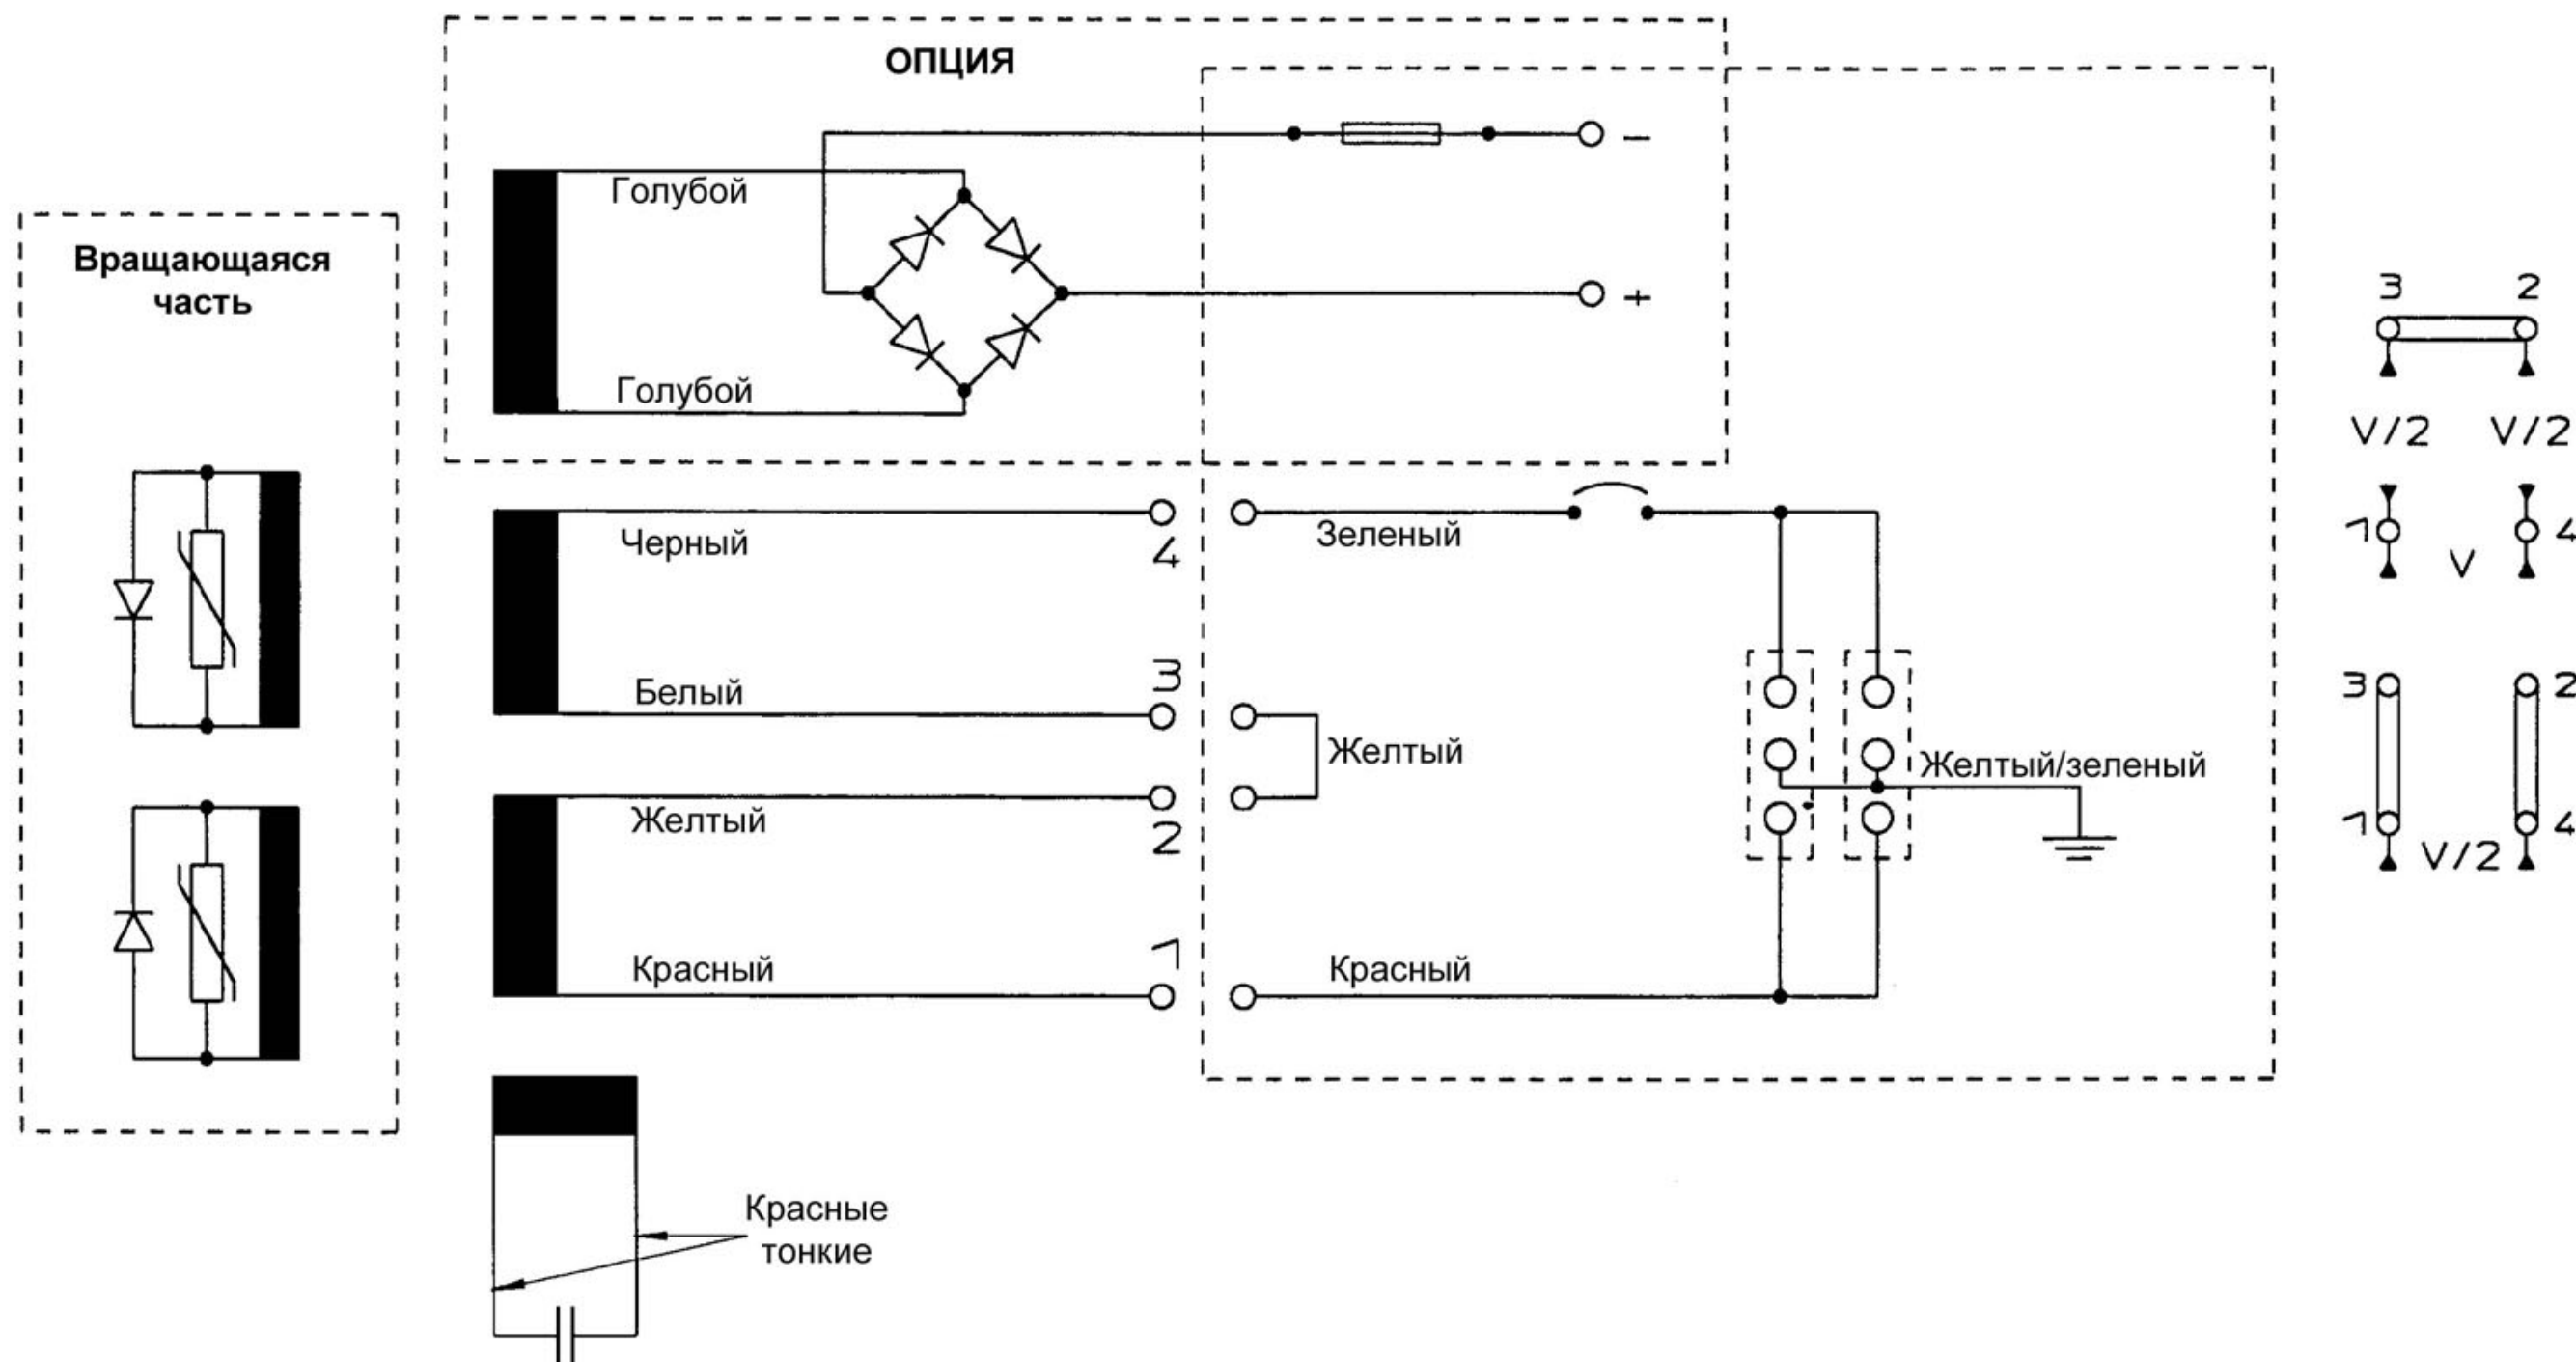 ОПЦИЯ
Голубой
Голубой
−
+
Вращающаяся
часть
Черный
4
Зеленый
Белый
3
Желтый
Желтый
2
Красный
1
Красный
Желтый/зеленый
Красные
тонкие
3 2
V/2 V/2
1 4
V
3 2
1 4
V/2